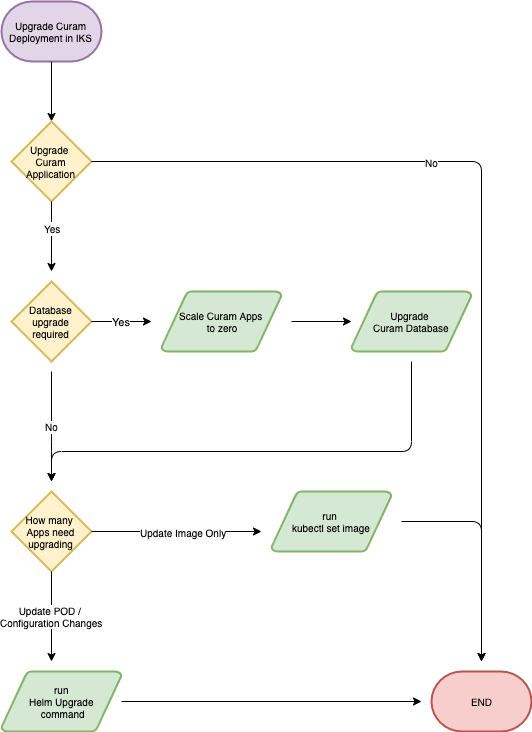 Upgrade Curam
Deployment in IKS
Upgrade
Curam
Application
No
Yes
Database
upgrade
required
Yes
Scale Curam Apps
to zero
Upgrade
Curam Database
No
How many
Apps need
upgrading
Update Image Only
run
kubectl set image
Update POD /
Configuration Changes
run
Helm Upgrade
command
END